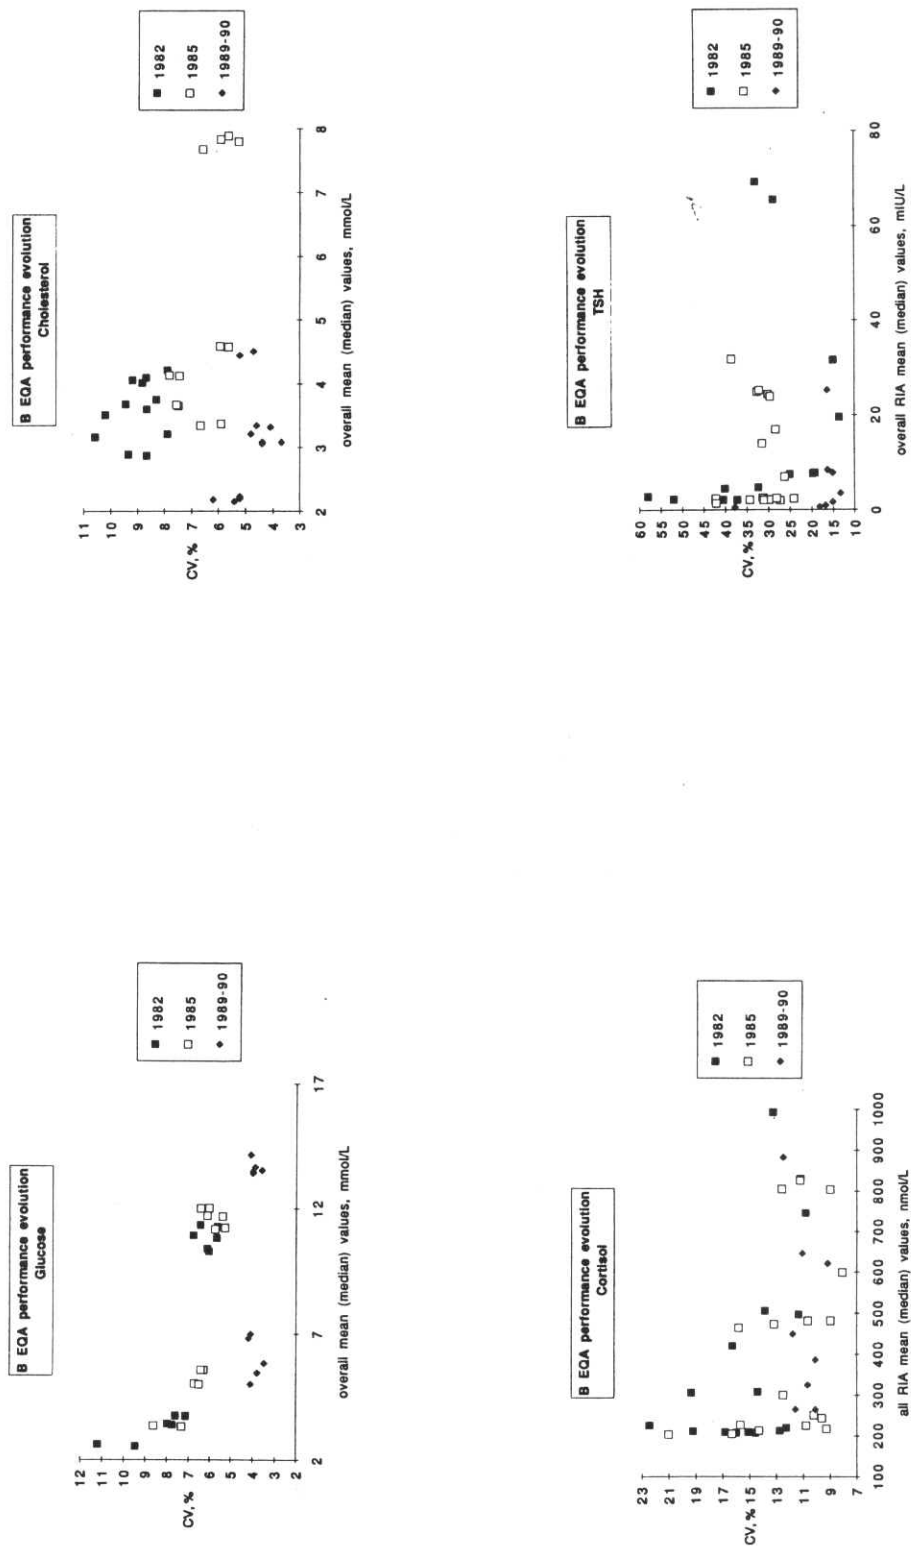 B EQA performance evolution
Glucose
12
11
10
9
8
CV, %
7
6
5
4
3
2
2 7 12 17
overall mean (median) values, mmol/L
1982
1985
1989-90
B EQA performance evolution
Cholesterol
11
10
9
8
CV, %
7
6
5
4
3
2 3 4 5 6 7 8
overall mean (median) values, mmol/L
1982
1985
1989-90
B EQA performance evolution
Cortisol
23
21
19
17
CV, % 15
13
11
9
7
100 200 300 400 500 600 700 800 900 1000
all RIA mean (median) values, nmol/L
1982
1985
1989-90
B EQA performance evolution
TSH
60
55
50
45
40
CV, % 35
30
25
20
15
10
0 20 40 60 80
overall RIA mean (median) values, mIU/L
1982
1985
1989-90